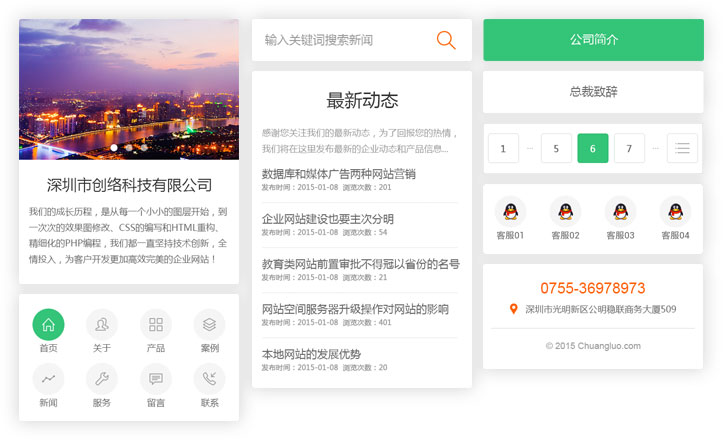 深圳市创络科技有限公司
我们的成长历程，是从每一个小小的图层开始，到
一次次的效果图修改、CSS的编写和HTML重构、
精细化的PHP编程，我们都一直坚持技术创新，全
情投入，为客户开发更加高效完美的企业网站！
首页 关于 产品 案例
新闻 服务 留言 联系
输入关键词搜索新闻
最新动态
感谢您关注我们的最新动态，为了回报您的热情，
我们将在这里发布最新的企业动态和产品信息...
数据库和媒体广告两种网站营销
发布时间：2015-01-08 浏览次数：201
企业网站建设也要主次分明
发布时间：2015-01-08 浏览次数：54
教育类网站前置审批不得冠以省份的名号
发布时间：2015-01-08 浏览次数：21
网站空间服务器升级操作对网站的影响
发布时间：2015-01-08 浏览次数：401
本地网站的发展优势
发布时间：2015-01-08 浏览次数：20
公司简介
总裁致辞
1 ... 5 6 7 ...
客服01 客服02 客服03 客服04
0755-36978973
深圳市光明新区公明稳联商务大厦509
© 2015 Chuangluo.com